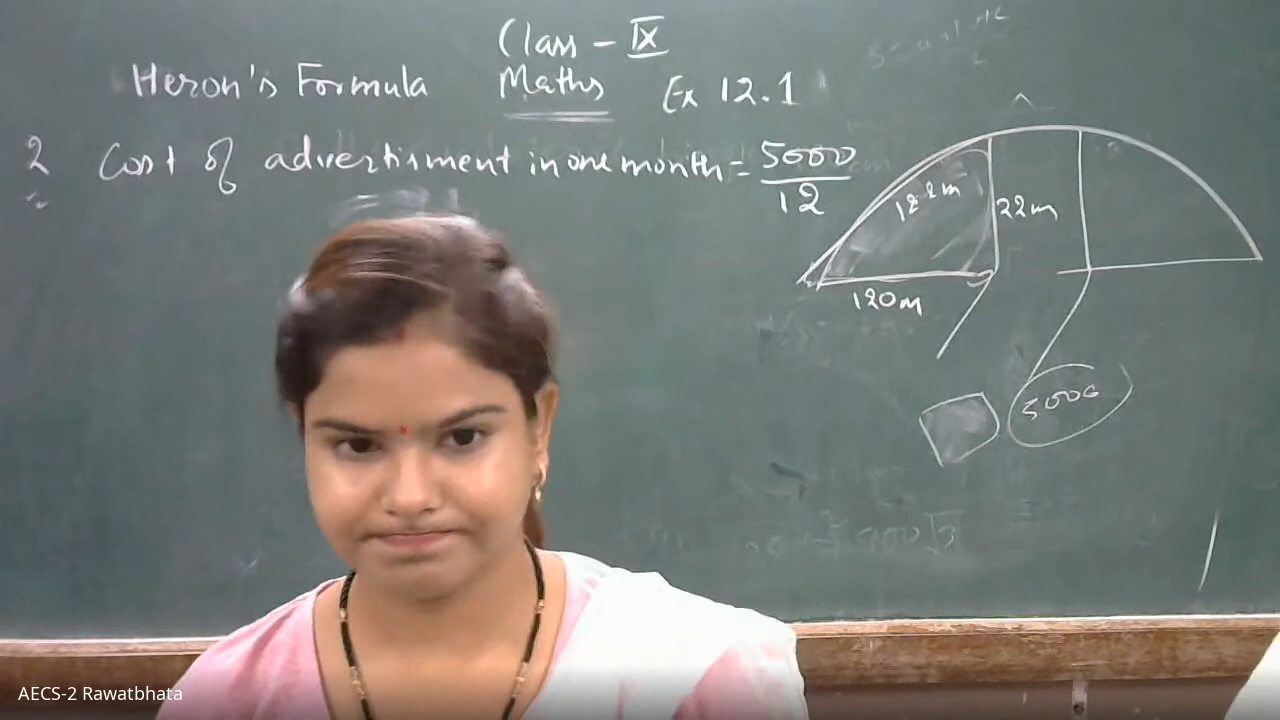 Class - IX
Heron's Formula Maths Ex 12.1
2 Cost of advertisment in one month = 5000/12
122m
22m
120m
5000
AECS-2 Rawatbhata